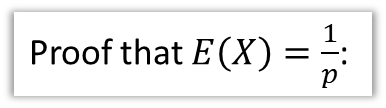 Proof that E(X) = 1/p: